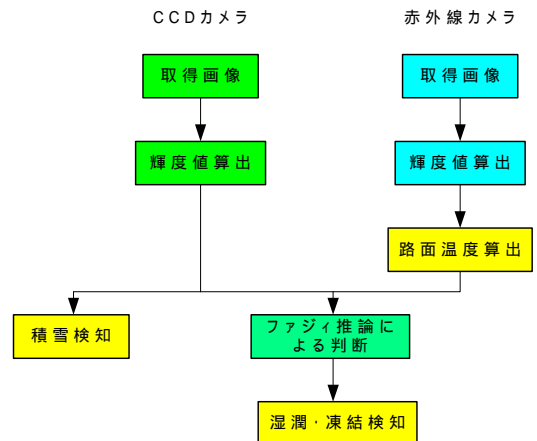 CCDカメラ
赤外線カメラ
取得画像
取得画像
輝度値算出
輝度値算出
路面温度算出
積雪検知
ファジィ推論に
よる判断
湿潤・凍結検知